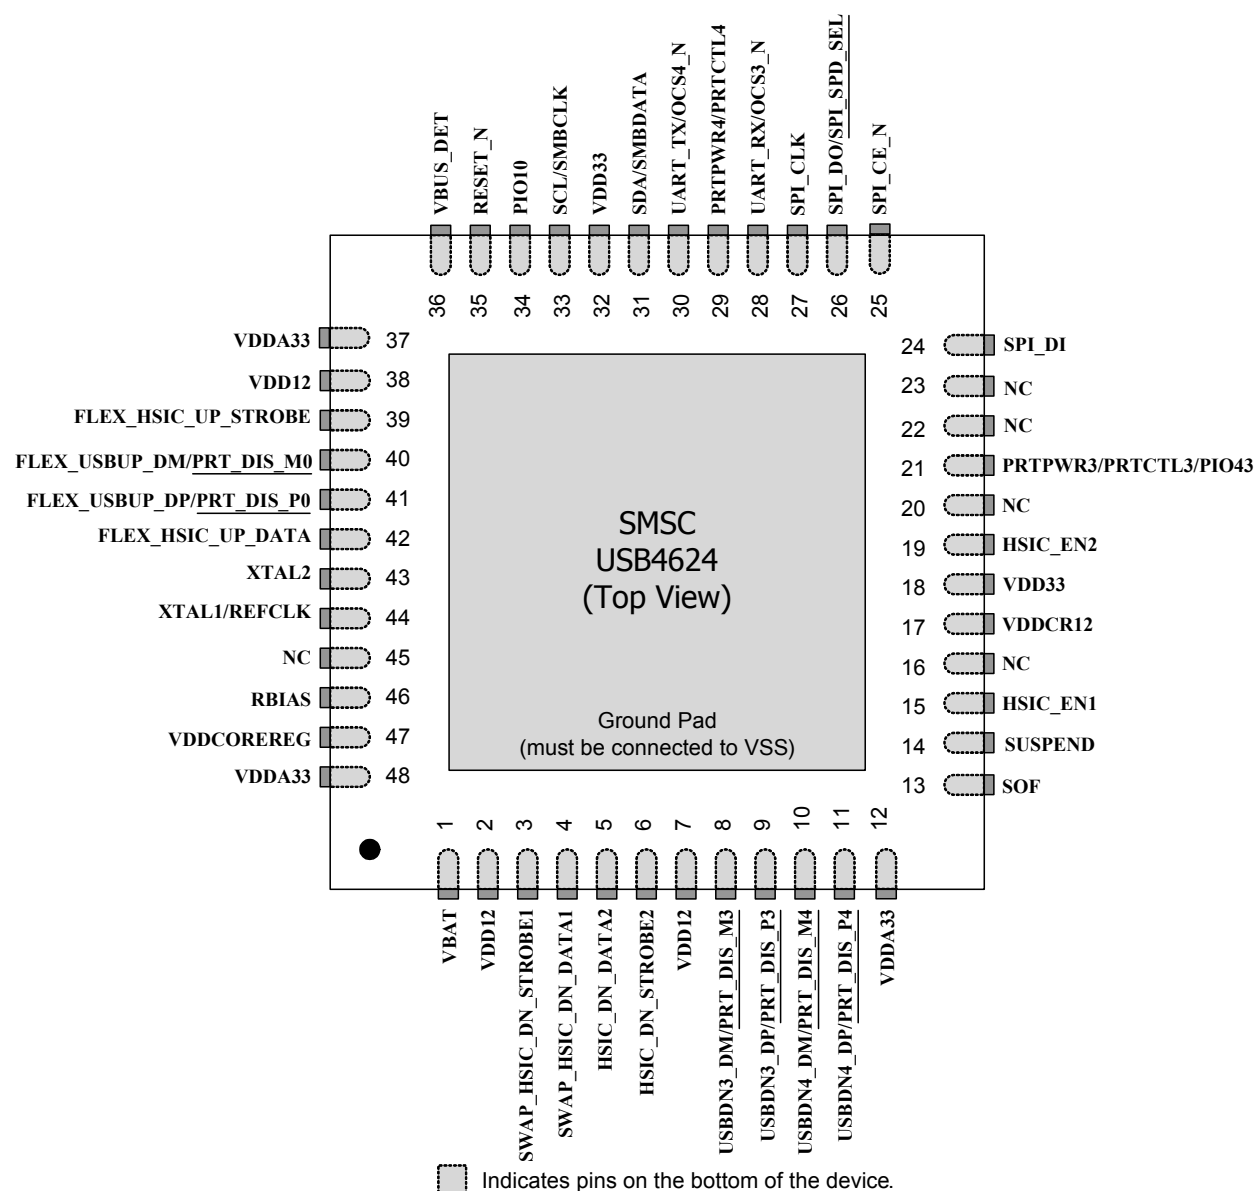 VBUS_DET
RESET_N
PIO10
SCL/SMBCLK
VDD33
SDA/SMBDATA
UART_TX/OCS4_N
PRTPWR4/PRTCTL4
UART_RX/OCS3_N
SPI_CLK
SPI_DO/SPI_SPD_SEL
SPI_CE_N
36
35
34
33
32
31
30
29
28
27
26
25
VDDA33 37
VDD12 38
FLEX_HSIC_UP_STROBE 39
FLEX_USBUP_DM/PRT_DIS_M0 40
FLEX_USBUP_DP/PRT_DIS_P0 41
FLEX_HSIC_UP_DATA 42
XTAL2 43
XTAL1/REFCLK 44
NC 45
RBIAS 46
VDDCOREREG 47
VDDA33 48
SMSC
USB4624
(Top View)
Ground Pad
(must be connected to VSS)
24 SPI_DI
23 NC
22 NC
21 PRTPWR3/PRTCTL3/PIO43
20 NC
19 HSIC_EN2
18 VDD33
17 VDDCR12
16 NC
15 HSIC_EN1
14 SUSPEND
13 SOF
1
2
3
4
5
6
7
8
9
10
11
12
VBAT
VDD12
SWAP_HSIC_DN_STROBE1
SWAP_HSIC_DN_DATA1
HSIC_DN_DATA2
HSIC_DN_STROBE2
VDD12
USBDN3_DM/PRT_DIS_M3
USBDN3_DP/PRT_DIS_P3
USBDN4_DM/PRT_DIS_M4
USBDN4_DP/PRT_DIS_P4
VDDA33
Indicates pins on the bottom of the device.